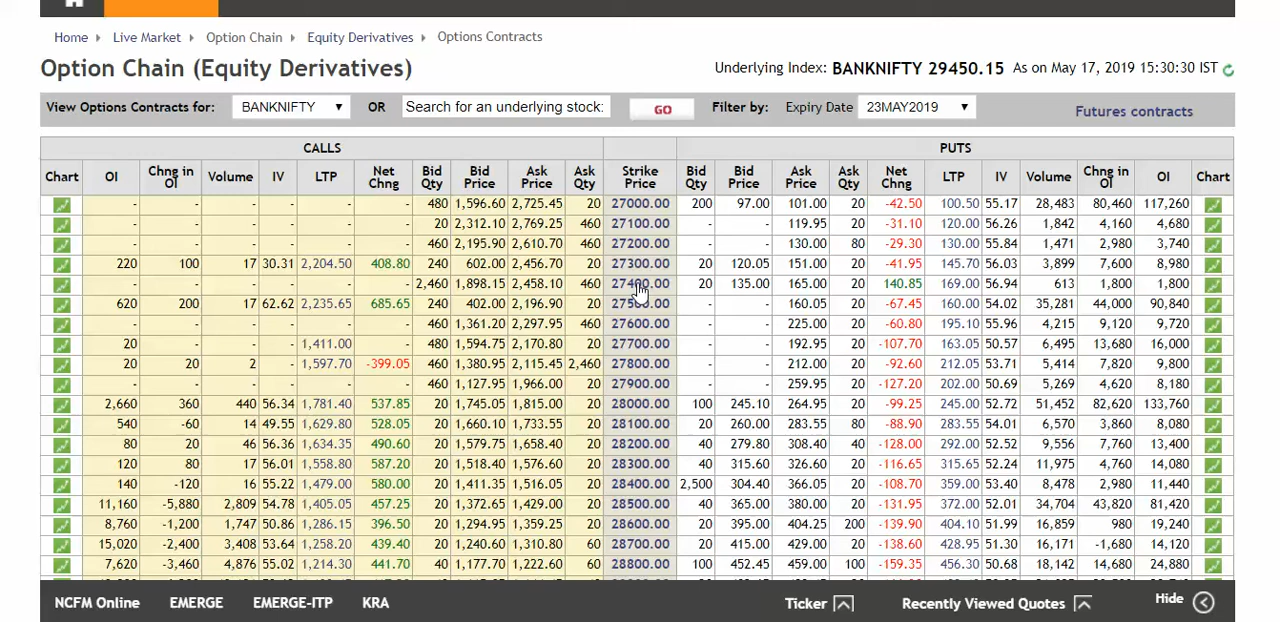 Home Live Market Option Chain Equity Derivatives Options Contracts
Option Chain (Equity Derivatives)
Underlying Index: BANKNIFTY 29450.15 As on May 17, 2019 15:30:30 IST
View Options Contracts for: BANKNIFTY OR Search for an underlying stock: GO Filter by: Expiry Date 23MAY2019 Futures contracts
CALLS PUTS
Chart OI Chng in OI Volume IV LTP Net Chng Bid Qty Bid Price Ask Price Ask Qty Strike Price Bid Qty Bid Price Ask Price Ask Qty Net Chng LTP IV Volume Chng in OI OI Chart
- - - - - - 480 1,596.60 2,725.45 20 27000.00 200 97.00 101.00 20 -42.50 100.50 55.17 28,483 80,460 117,260
- - - - - - 20 2,312.10 2,769.25 460 27100.00 - - 119.95 20 -31.10 120.00 56.26 1,842 4,160 4,680
- - - - - - 460 2,195.90 2,610.70 460 27200.00 - - 130.00 80 -29.30 130.00 55.84 1,471 2,980 3,740
220 100 17 30.31 2,204.50 408.80 240 602.00 2,456.70 20 27300.00 20 120.05 151.00 20 -41.95 145.70 56.03 3,899 7,600 8,980
- - - - - - 2,460 1,898.15 2,458.10 460 27400.00 20 135.00 165.00 20 140.85 169.00 56.94 613 1,800 1,800
620 200 17 62.62 2,235.65 685.65 240 402.00 2,196.90 20 27500.00 - - 160.05 20 -67.45 160.00 54.02 35,281 44,000 90,840
- - - - - - 460 1,361.20 2,297.95 460 27600.00 - - 225.00 20 -60.80 195.10 55.96 4,215 9,120 9,720
20 - - - 1,411.00 - 480 1,594.75 2,170.80 20 27700.00 - - 192.95 20 -107.70 163.05 50.57 6,495 13,680 16,000
20 20 2 - 1,597.70 -399.05 460 1,380.95 2,115.45 2,460 27800.00 - - 212.00 20 -92.60 212.05 53.71 5,414 7,820 9,800
- - - - - - 460 1,127.95 1,966.00 20 27900.00 - - 259.95 20 -127.20 202.00 50.69 5,269 4,620 8,180
2,660 360 440 56.34 1,781.40 537.85 20 1,745.05 1,815.00 20 28000.00 100 245.10 264.95 20 -99.25 245.00 52.72 51,452 82,620 133,760
540 -60 14 49.55 1,629.80 528.05 20 1,660.10 1,733.55 20 28100.00 20 260.00 283.55 80 -88.90 283.55 54.01 6,570 3,860 8,080
80 20 46 56.36 1,634.35 490.60 20 1,579.75 1,658.40 20 28200.00 40 279.80 308.40 40 -128.00 292.00 52.52 9,556 7,760 13,400
120 80 17 56.01 1,558.80 587.20 20 1,518.40 1,576.60 20 28300.00 40 315.60 326.60 20 -116.65 315.65 52.24 11,975 4,760 14,080
140 -120 16 55.22 1,479.00 580.00 20 1,411.35 1,516.05 20 28400.00 2,500 304.40 366.05 20 -108.70 359.00 53.40 8,478 2,980 11,440
11,160 -5,880 2,809 54.78 1,405.05 457.25 20 1,372.65 1,429.00 20 28500.00 40 365.00 380.00 20 -131.95 372.00 52.01 34,704 43,820 81,420
8,760 -1,200 1,747 50.86 1,286.15 396.50 20 1,294.95 1,359.25 20 28600.00 20 395.00 404.25 200 -139.90 404.10 51.99 16,859 980 19,240
15,020 -2,400 3,408 53.64 1,258.20 439.40 20 1,240.60 1,310.80 60 28700.00 20 415.00 429.00 20 -138.60 428.95 51.30 16,171 -1,680 14,120
7,620 -3,460 4,876 55.02 1,214.30 441.70 40 1,177.70 1,222.60 60 28800.00 100 452.45 459.00 100 -159.35 456.30 50.68 18,142 14,680 24,880
NCFM Online EMERGE EMERGE-ITP KRA Ticker Recently Viewed Quotes Hide